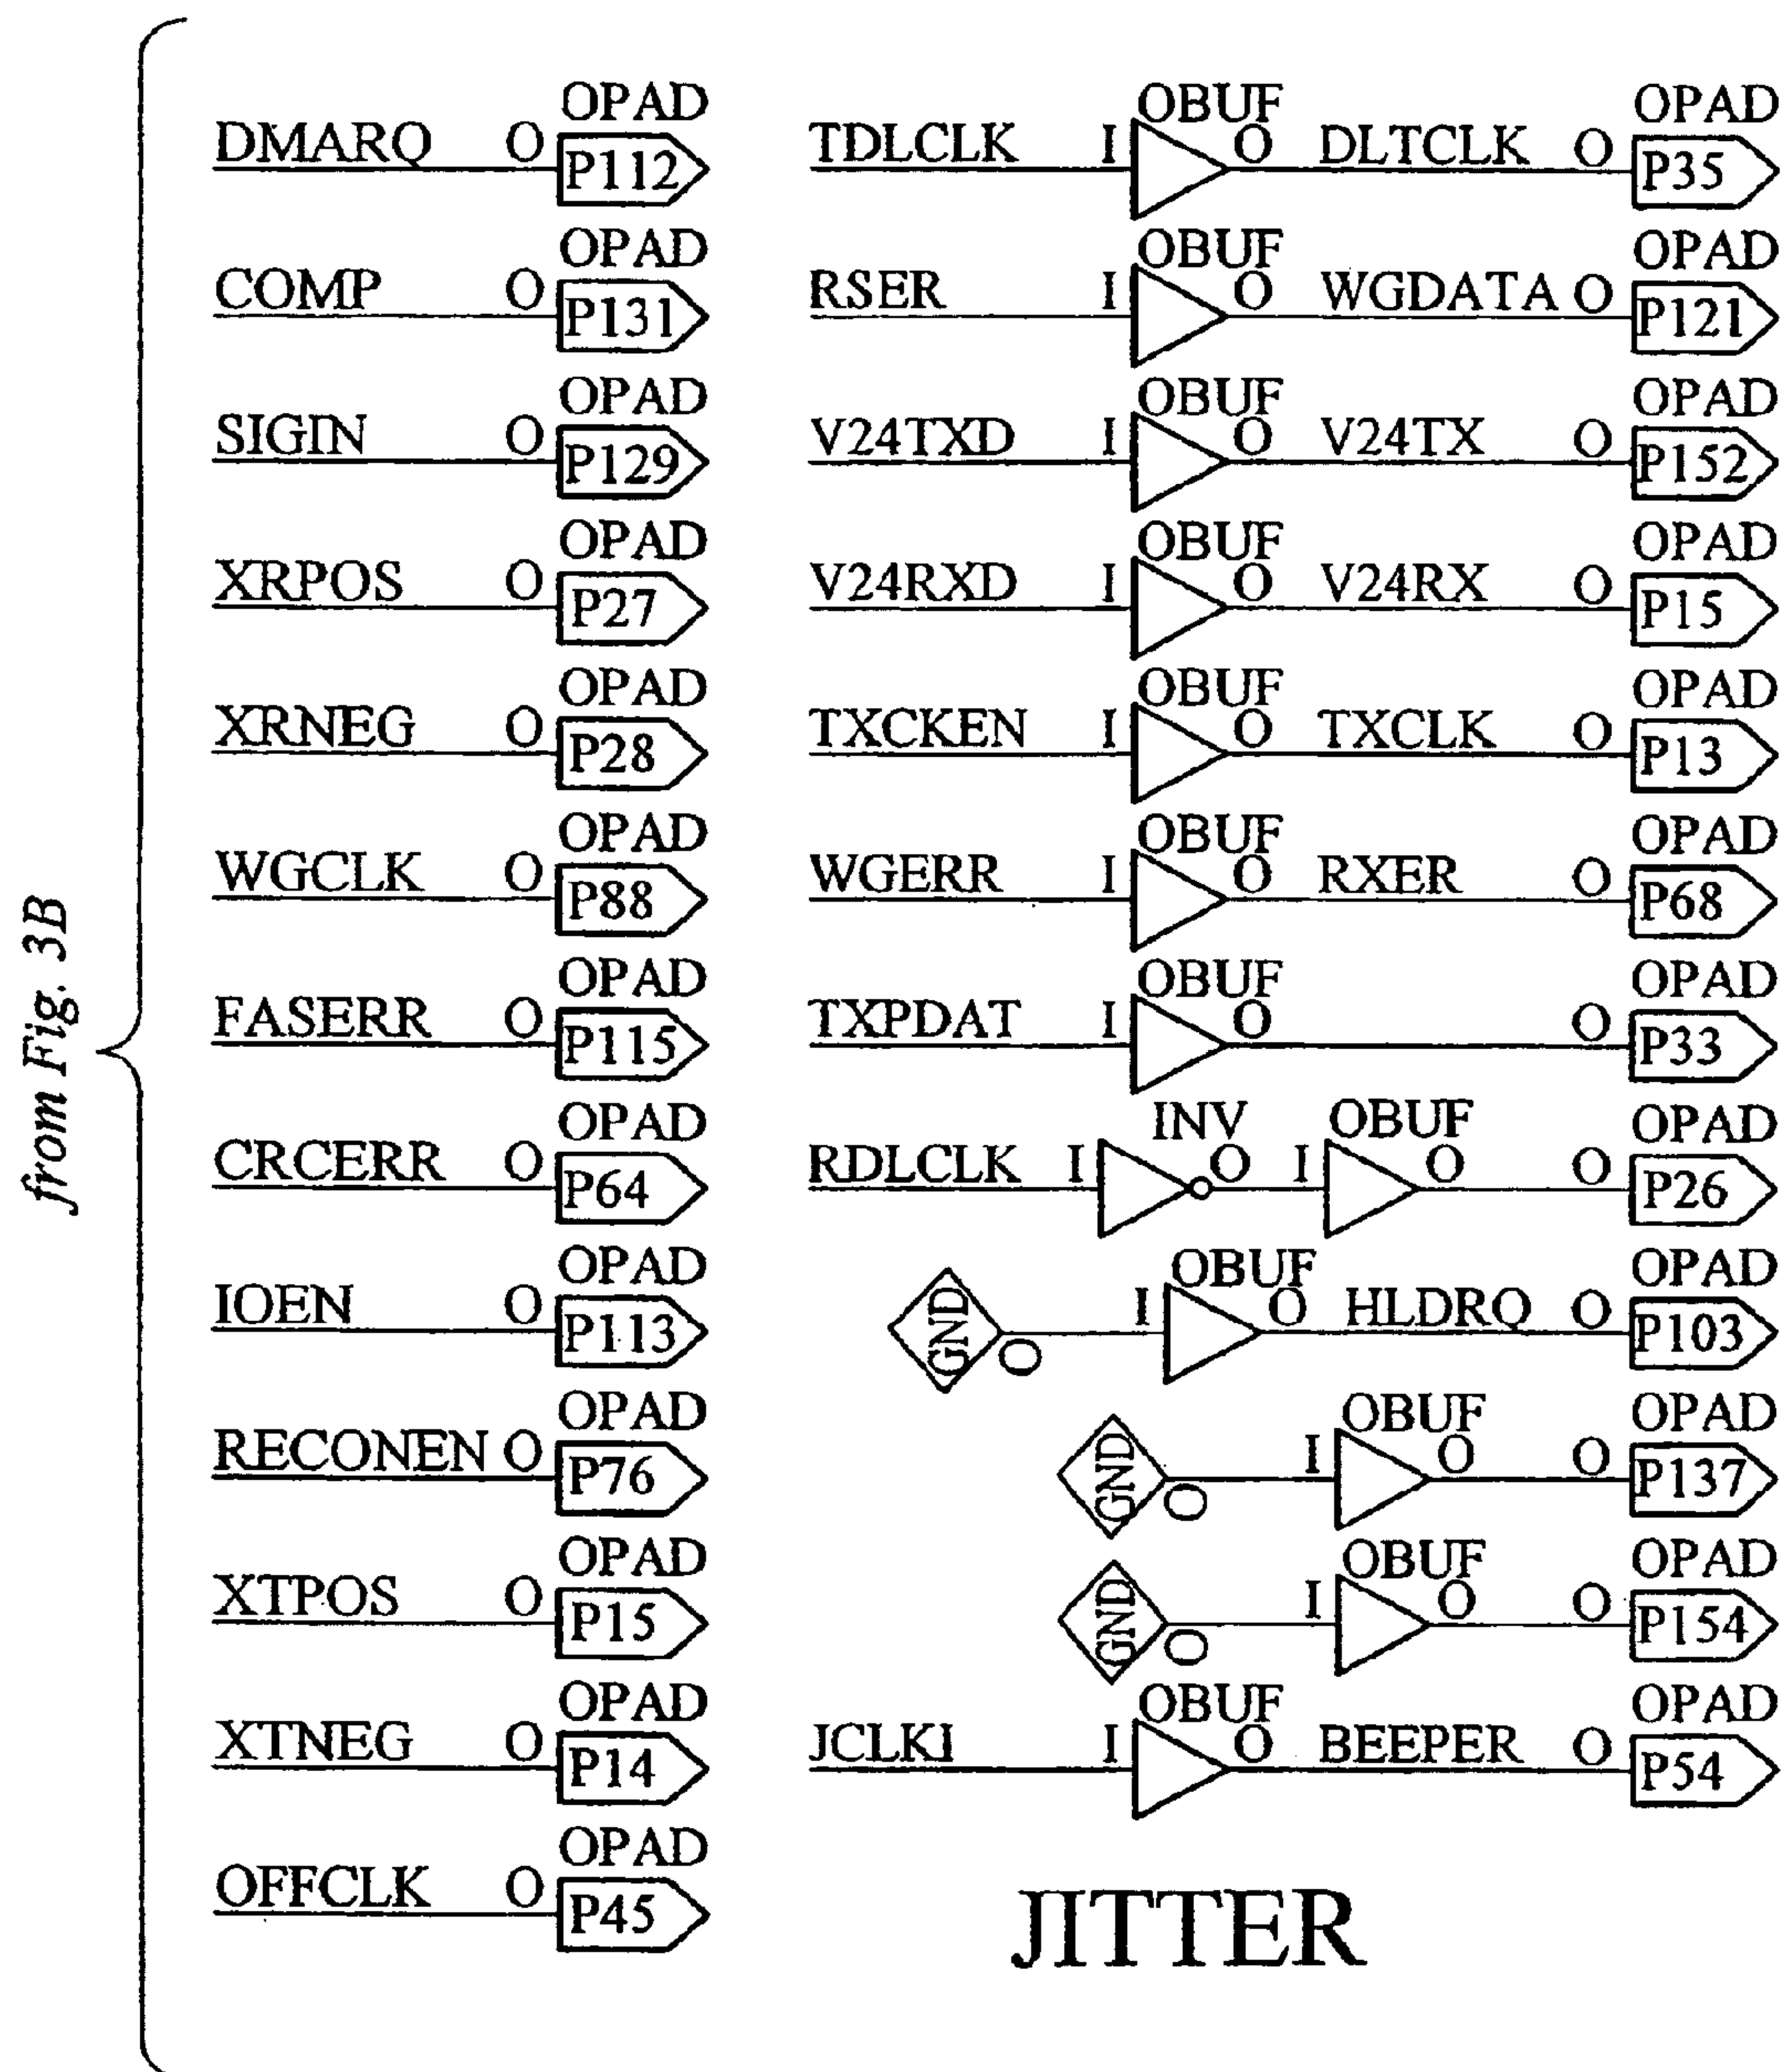 from Fig. 3B
OPAD
DMARQ O P112
OPAD
COMP O P131
OPAD
SIGIN O P129
OPAD
XRPOS O P27
OPAD
XRNEG O P28
OPAD
WGCLK O P88
OPAD
FASERR O P115
OPAD
CRCERR O P64
OPAD
IOEN O P113
OPAD
RECONEN O P76
OPAD
XTPOS O P15
OPAD
XTNEG O P14
OPAD
OFFCLK O P45
OBUF OPAD
TDLCLK I O DLTCLK O P35
OBUF OPAD
RSER I O WGDATA O P121
OBUF OPAD
V24TXD I O V24TX O P152
OBUF OPAD
V24RXD I O V24RX O P15
OBUF OPAD
TXCKEN I O TXCLK O P13
OBUF OPAD
WGERR I O RXER O P68
OBUF OPAD
TXPDAT I O O P33
INV OBUF OPAD
RDLCLK I O I O O P26
OBUF OPAD
GND O I O HLDRQ O P103
OBUF OPAD
GND O I O O P137
OBUF OPAD
GND O I O O P154
OBUF OPAD
JCLKI I O BEEPER O P54
JITTER